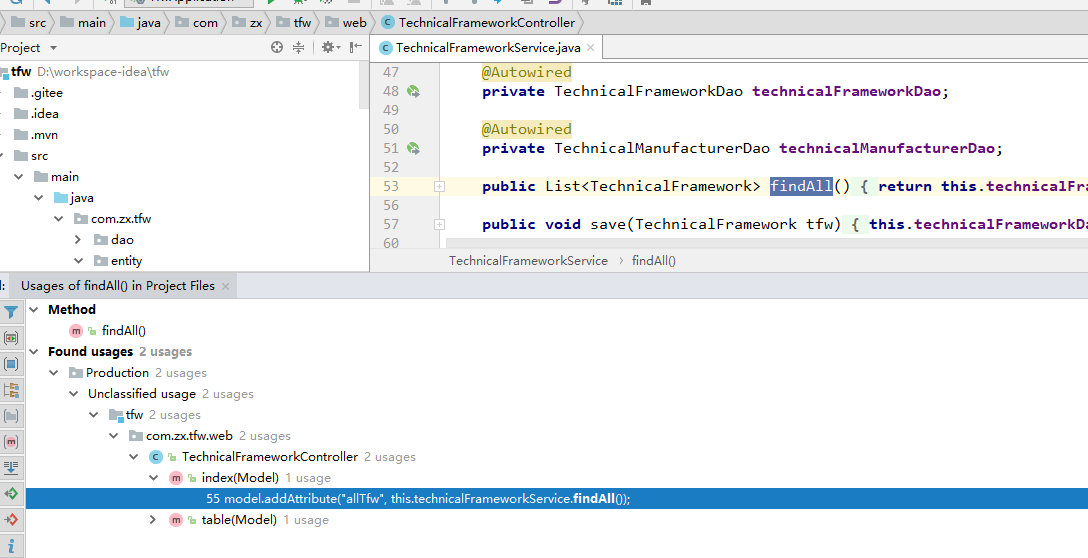 src main java com zx tfw web TechnicalFrameworkController
Project
TechnicalFrameworkService.java
tfw D:\workspace-idea\tfw
.gitee
.idea
.mvn
src
main
java
com.zx.tfw
dao
entity
47 @Autowired
48 private TechnicalFrameworkDao technicalFrameworkDao;
49
50 @Autowired
51 private TechnicalManufacturerDao technicalManufacturerDao;
52
53 public List<TechnicalFramework> findAll() { return this.technicalFra
56
57 public void save(TechnicalFramework tfw) { this.technicalFrameworkDa
60
TechnicalFrameworkService › findAll()
Usages of findAll() in Project Files
Method
findAll()
Found usages 2 usages
Production 2 usages
Unclassified usage 2 usages
tfw 2 usages
com.zx.tfw.web 2 usages
TechnicalFrameworkController 2 usages
index(Model) 1 usage
55 model.addAttribute("allTfw", this.technicalFrameworkService.findAll());
table(Model) 1 usage